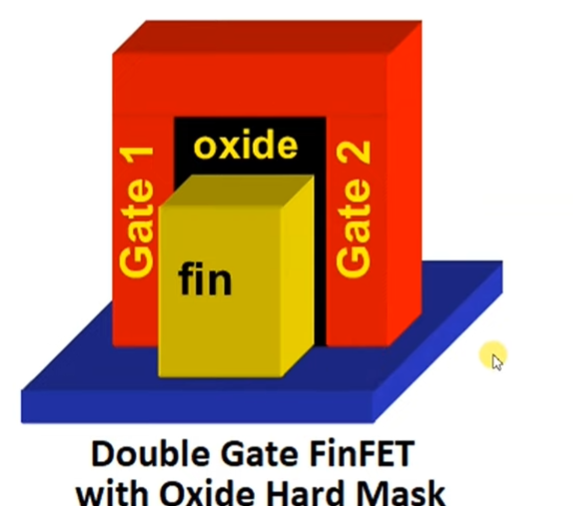 oxide
Gate 1
Gate 2
fin
Double Gate FinFET
with Oxide Hard Mask